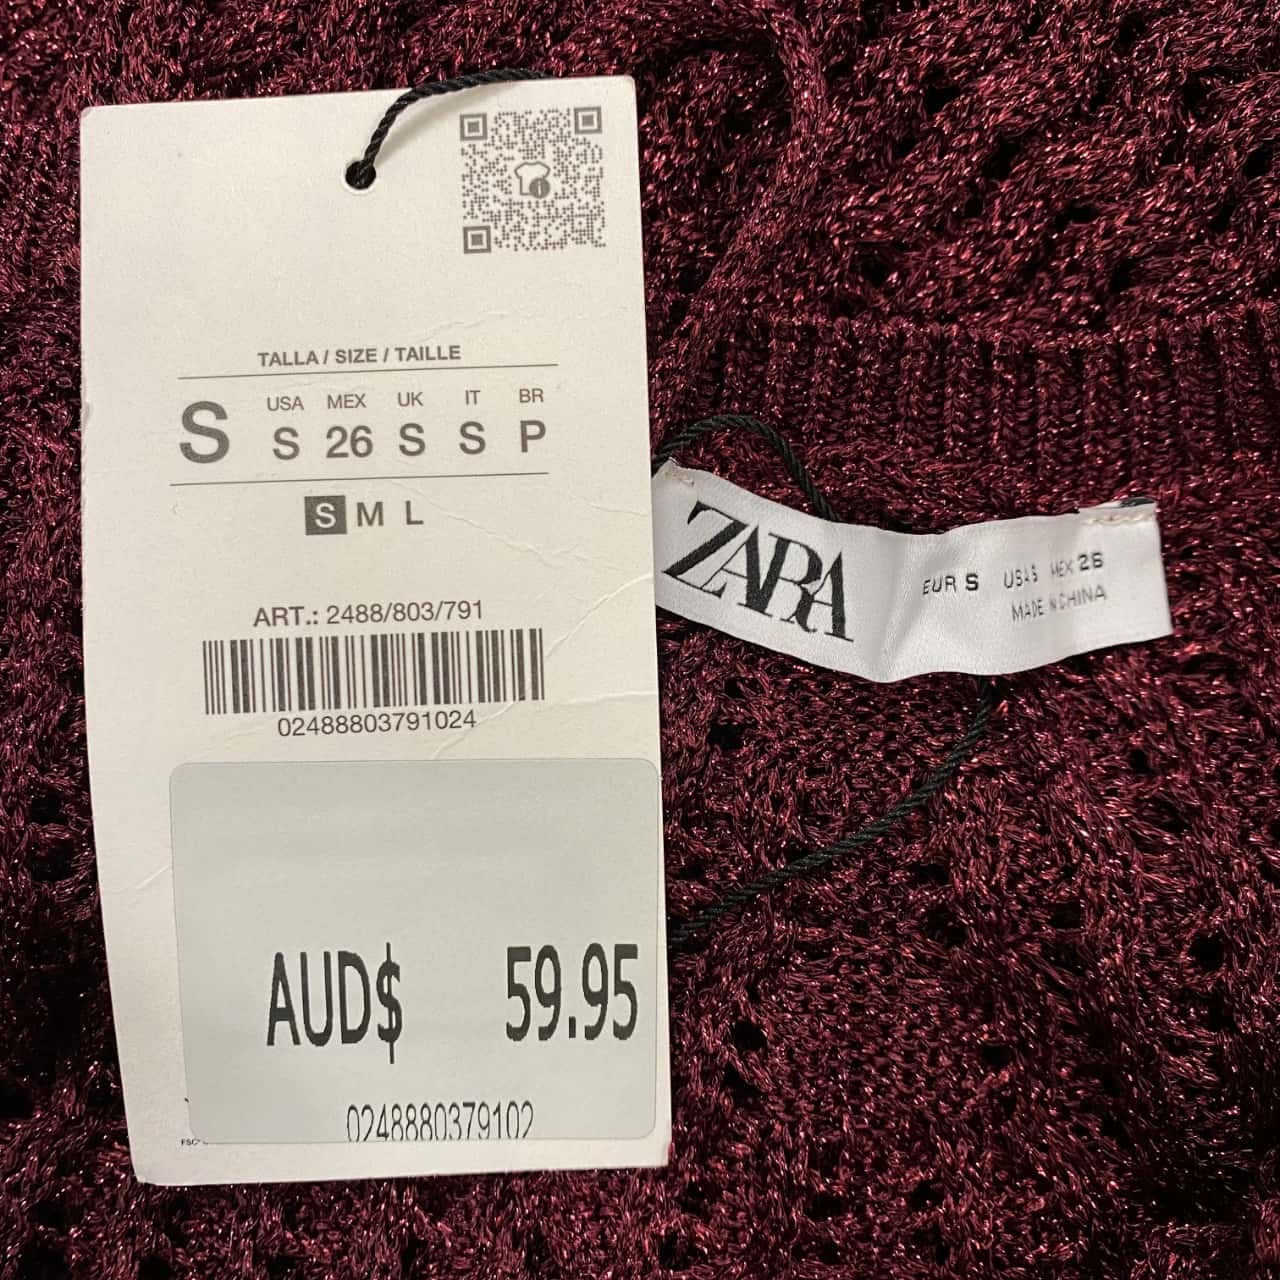 TALLA / SIZE / TAILLE
S
USA MEX UK IT BR
S 26 S S P
S M L
ART.: 2488/803/791
02488803791024
AUD$ 59.95
0248880379102
ZARA
EUR S USA S MEX 26
MADE IN CHINA